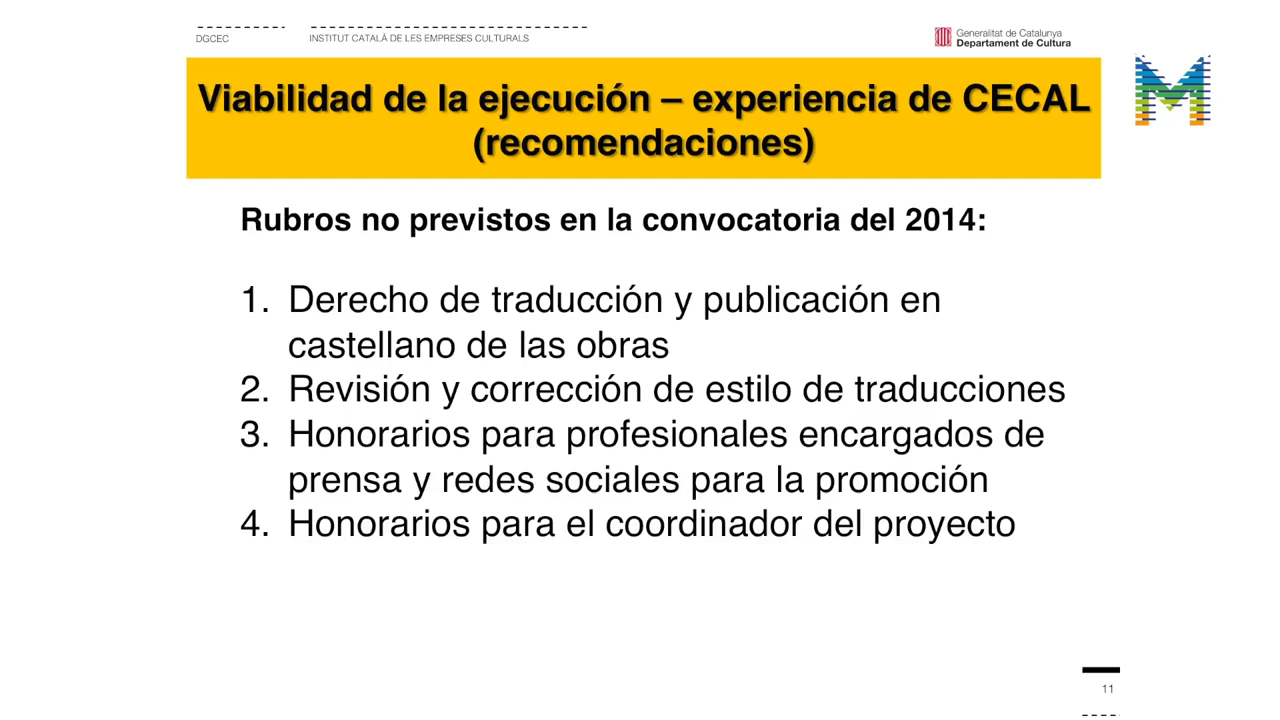 DGCEC
INSTITUT CATALÀ DE LES EMPRESES CULTURALS
Generalitat de Catalunya
Departament de Cultura
Viabilidad de la ejecución – experiencia de CECAL
(recomendaciones)
Rubros no previstos en la convocatoria del 2014:
1. Derecho de traducción y publicación en
castellano de las obras
2. Revisión y corrección de estilo de traducciones
3. Honorarios para profesionales encargados de
prensa y redes sociales para la promoción
4. Honorarios para el coordinador del proyecto
11